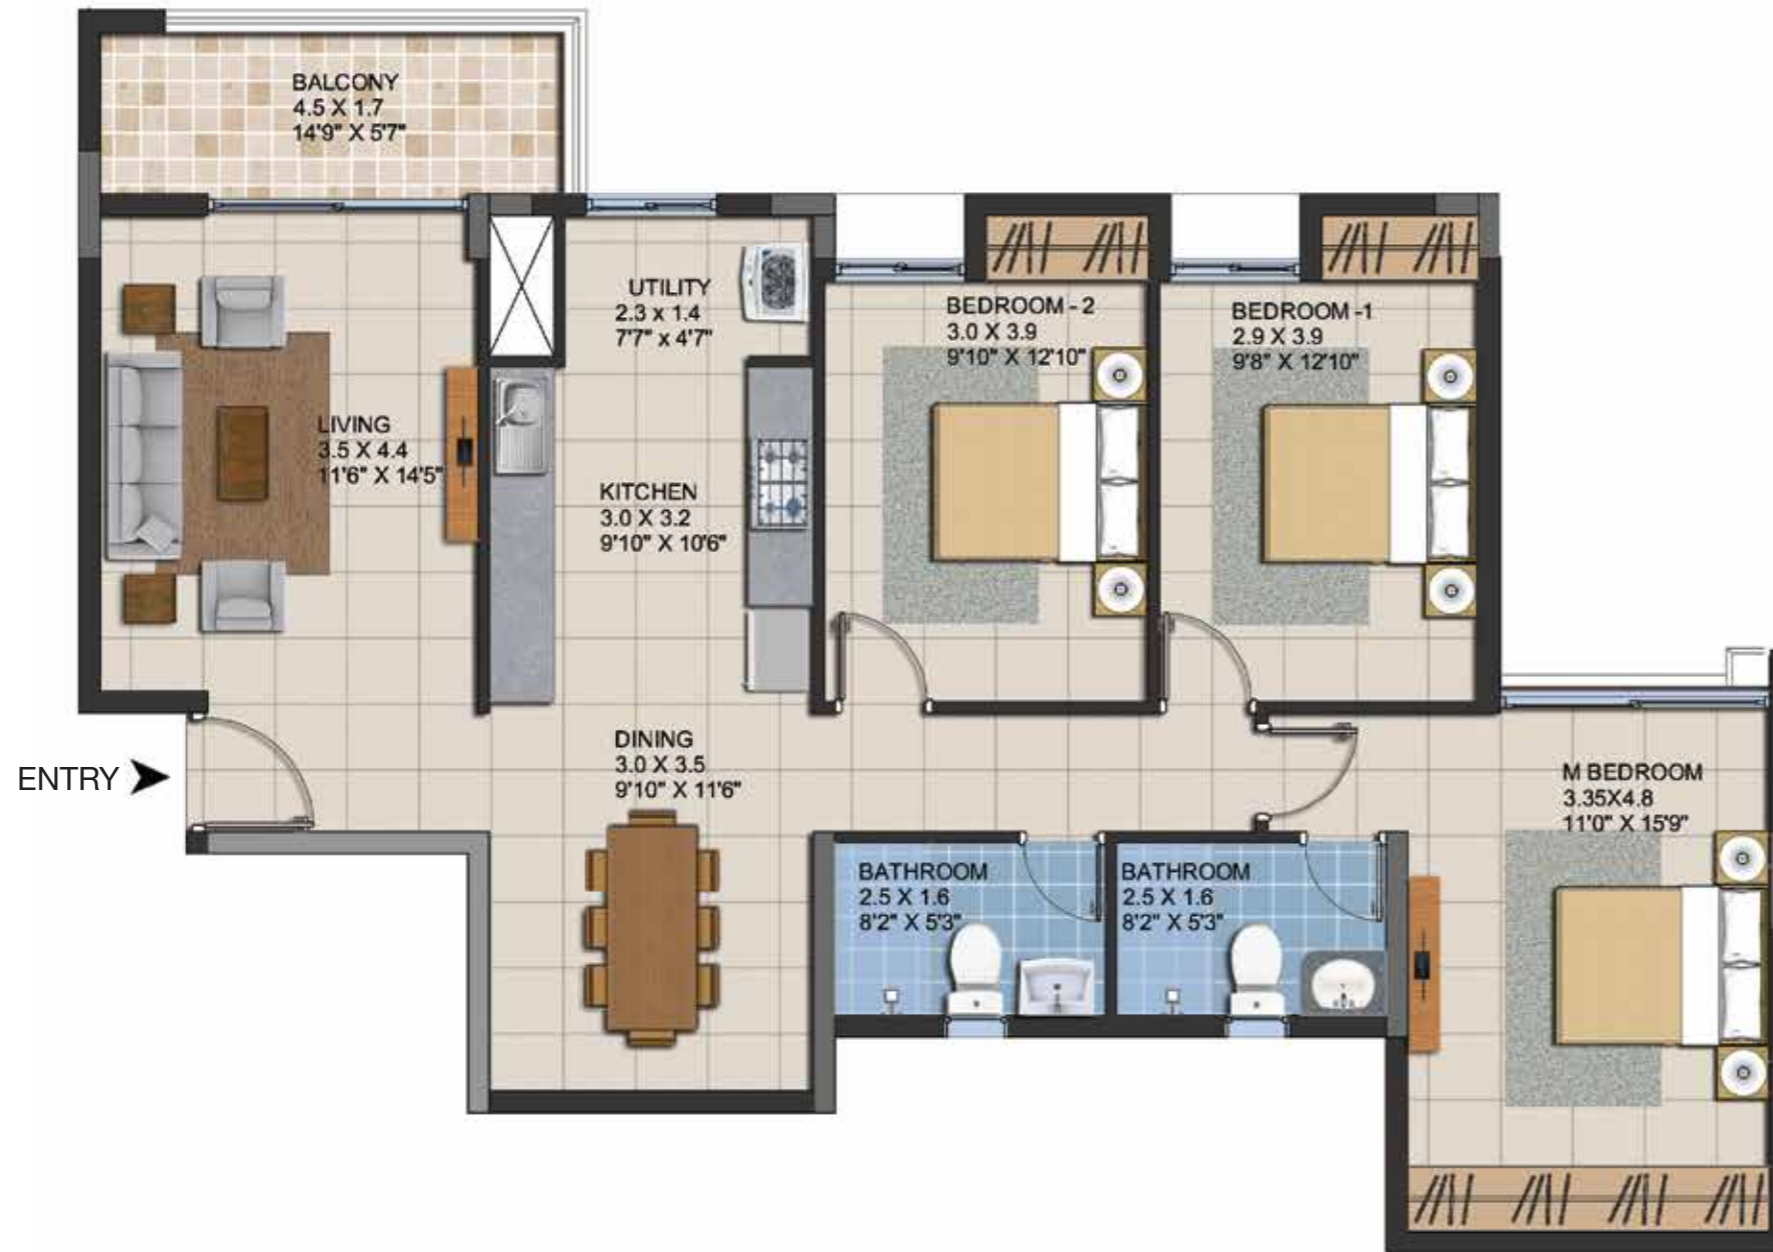 BALCONY
4.5 X 1.7
14'9" X 5'7"
UTILITY
2.3 x 1.4
7'7" x 4'7"
BEDROOM - 2
3.0 X 3.9
9'10" X 12'10"
BEDROOM -1
2.9 X 3.9
9'8" X 12'10"
LIVING
3.5 X 4.4
11'6" X 14'5"
KITCHEN
3.0 X 3.2
9'10" X 10'6"
ENTRY
DINING
3.0 X 3.5
9'10" X 11'6"
M BEDROOM
3.35X4.8
11'0" X 15'9"
BATHROOM
2.5 X 1.6
8'2" X 5'3"
BATHROOM
2.5 X 1.6
8'2" X 5'3"